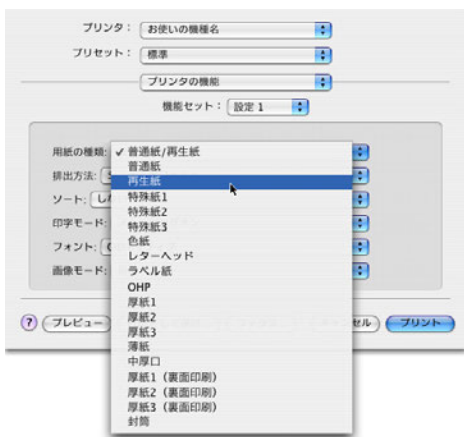 プリンタ： お使いの機種名
プリセット： 標準
プリンタの機能
機能セット： 設定 1
用紙の種類: ✓ 普通紙/再生紙
普通紙
排出方法:
再生紙
ソート:
特殊紙1
特殊紙2
印字モード:
特殊紙3
色紙
フォント:
レターヘッド
画像モード:
ラベル紙
OHP
厚紙1
厚紙2
? プレビュー
プリント
厚紙3
薄紙
中厚口
厚紙1（裏面印刷）
厚紙2（裏面印刷）
厚紙3（裏面印刷）
封筒